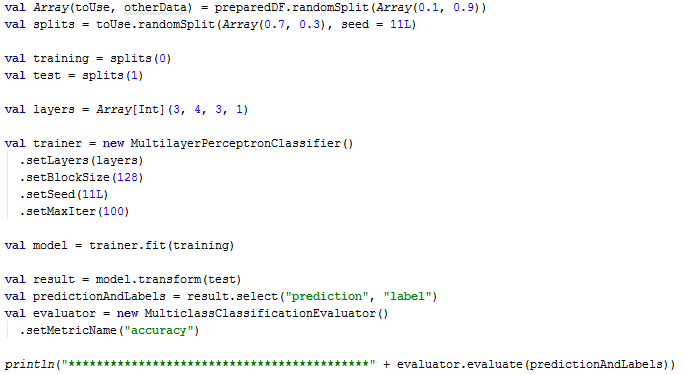 val Array(toUse, otherData) = preparedDF.randomSplit(Array(0.1, 0.9))
val splits = toUse.randomSplit(Array(0.7, 0.3), seed = 11L)
val training = splits(0)
val test = splits(1)
val layers = Array[Int](3, 4, 3, 1)
val trainer = new MultilayerPerceptronClassifier()
.setLayers(layers)
.setBlockSize(128)
.setSeed(11L)
.setMaxIter(100)
val model = trainer.fit(training)
val result = model.transform(test)
val predictionAndLabels = result.select("prediction", "label")
val evaluator = new MulticlassClassificationEvaluator()
.setMetricName("accuracy")
println("*******************************************" + evaluator.evaluate(predictionAndLabels))